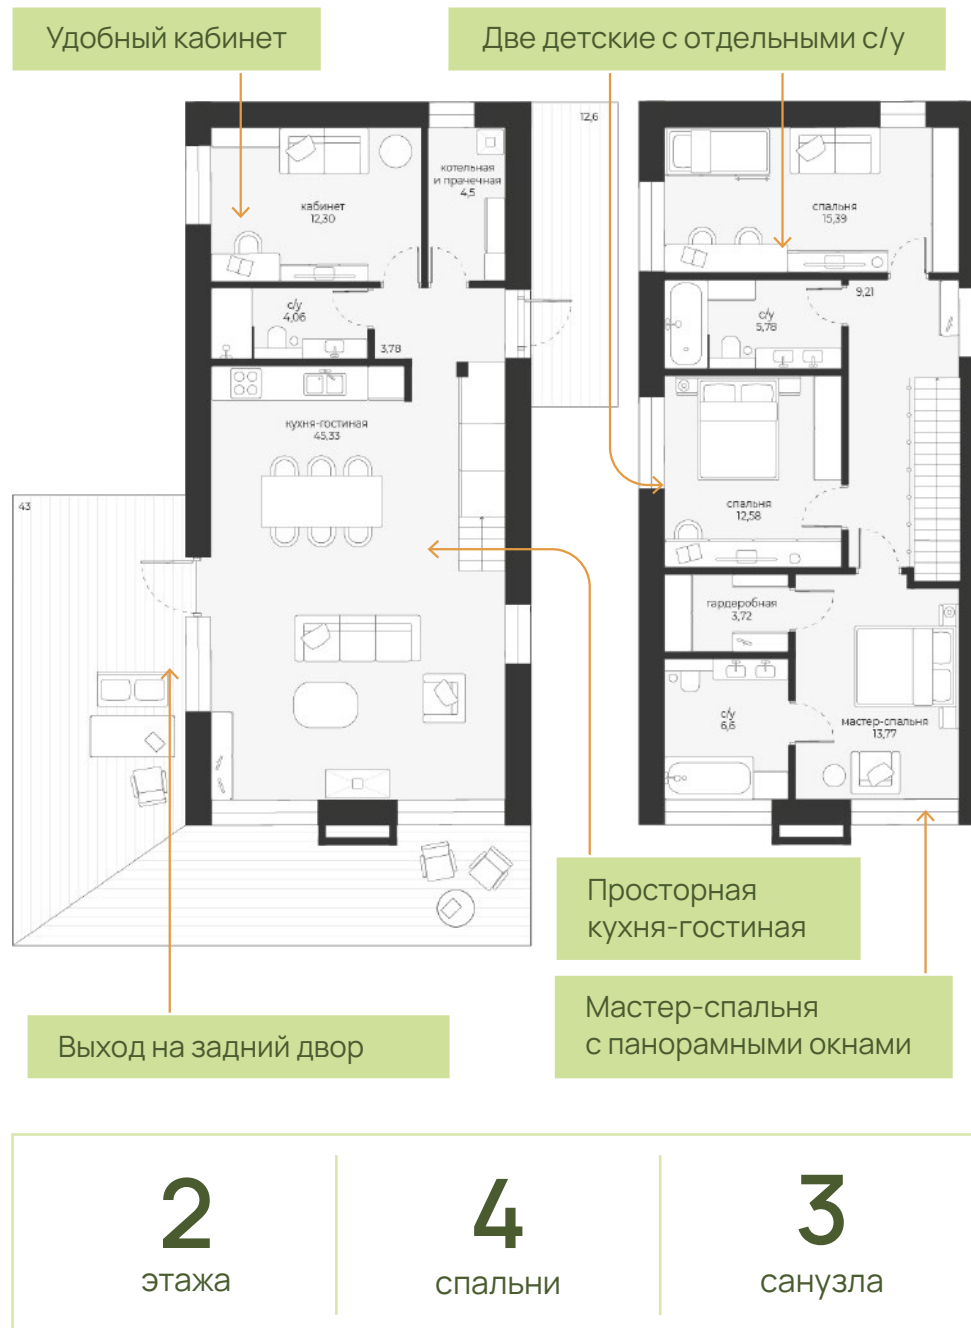 Удобный кабинет
Две детские с отдельными с/у
12,6
котельная
и прачечная
4,5
кабинет
12,30
с/у
4,06
3,78
кухня-гостиная
45,33
43
спальня
15,39
9,21
с/у
5,78
спальня
12,58
гардеробная
3,72
с/у
6,6
мастер-спальня
13,77
Просторная
кухня-гостиная
Мастер-спальня
с панорамными окнами
Выход на задний двор
2
этажа
4
спальни
3
санузла